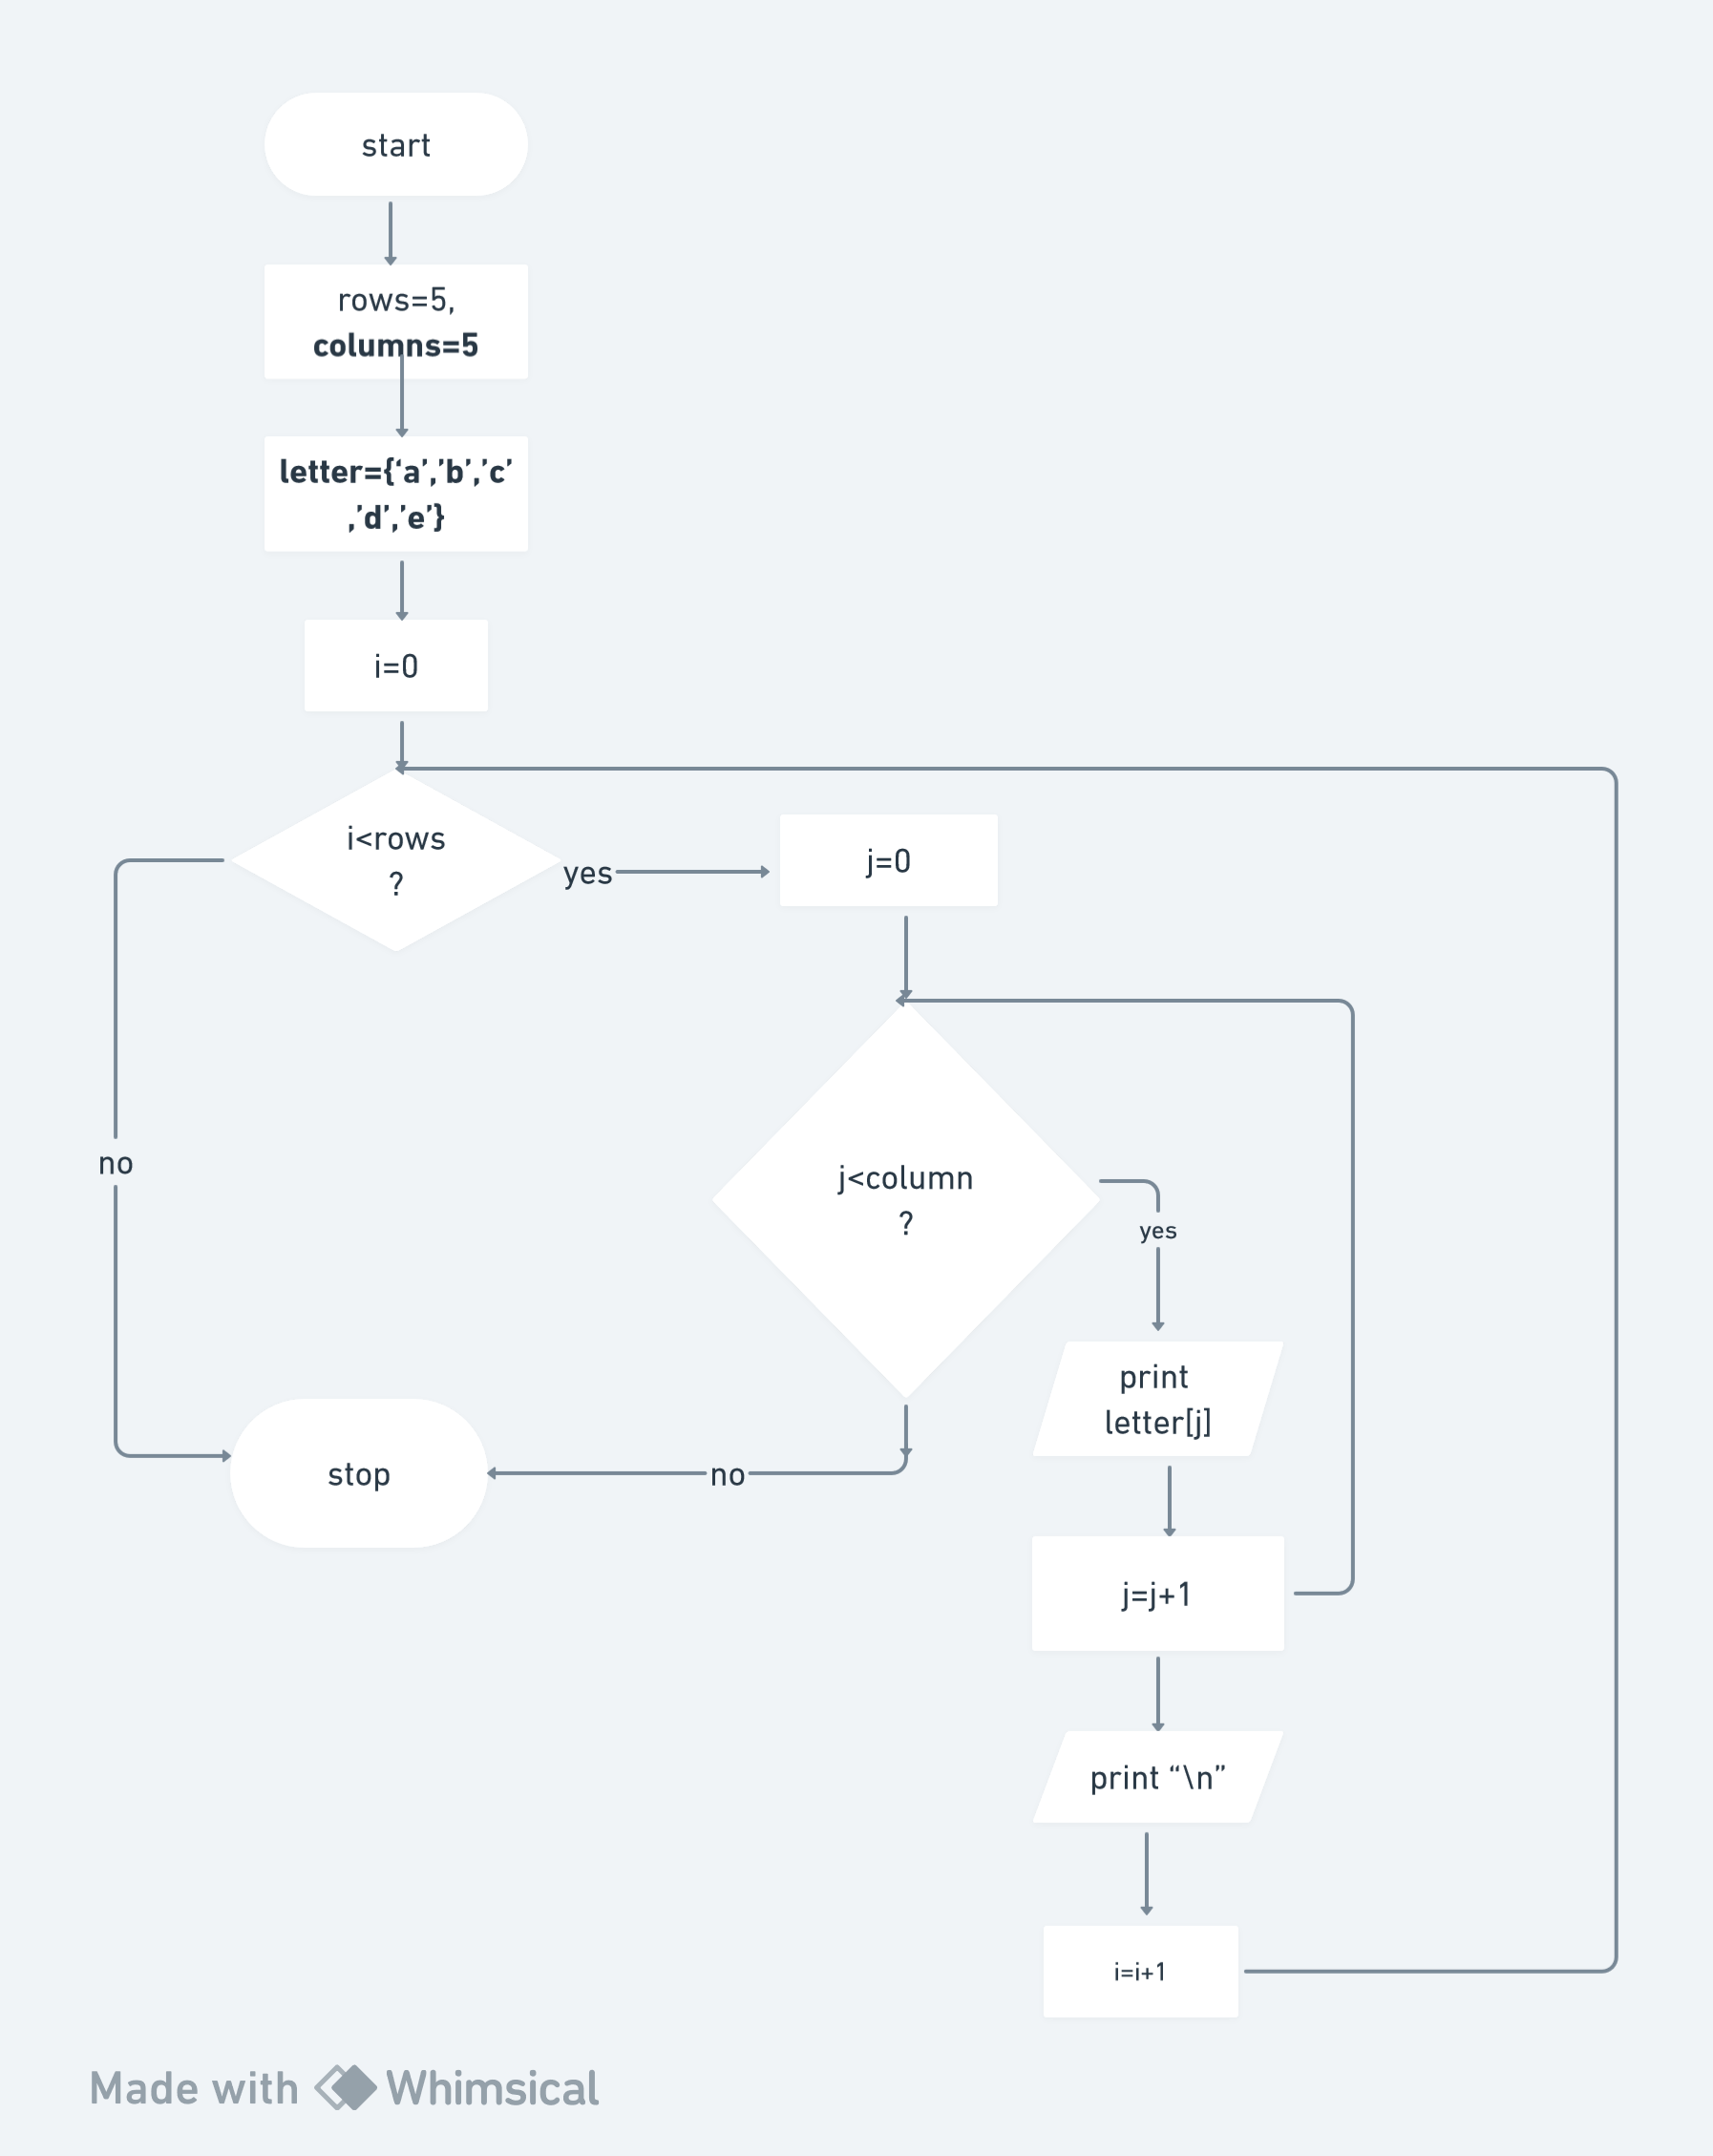 start
rows=5,
columns=5
letter={‘a’,’b’,’c’
,’d’,’e’}
i=0
i<rows
?
yes
j=0
no
j<column
?
yes
print
letter[j]
stop
no
j=j+1
print “\n”
i=i+1
Made with Whimsical